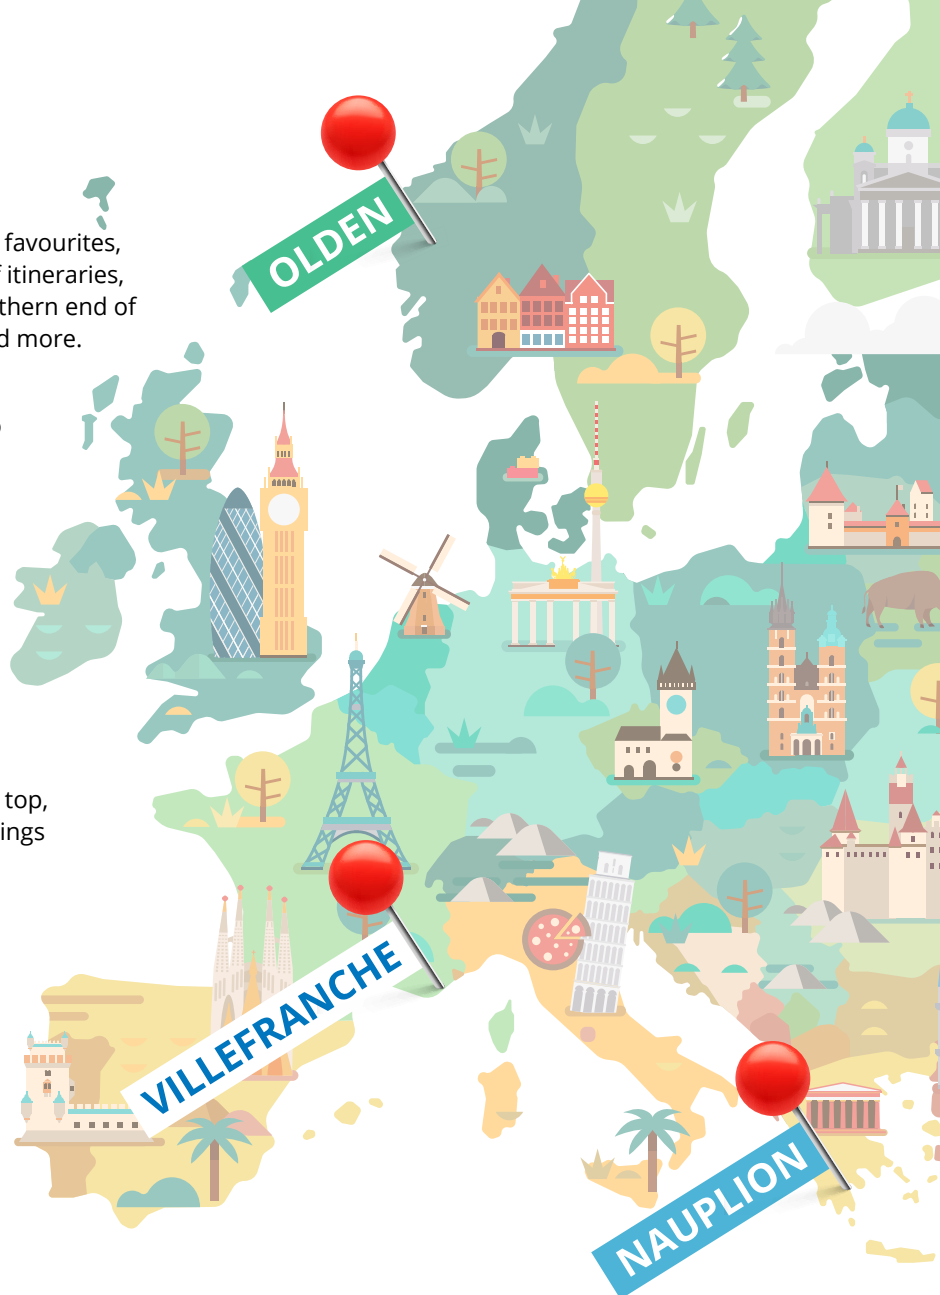 favourites,
itineraries,
thern end of
d more.
OLDEN
top,
ings
VILLEFRANCHE
NAUPLION